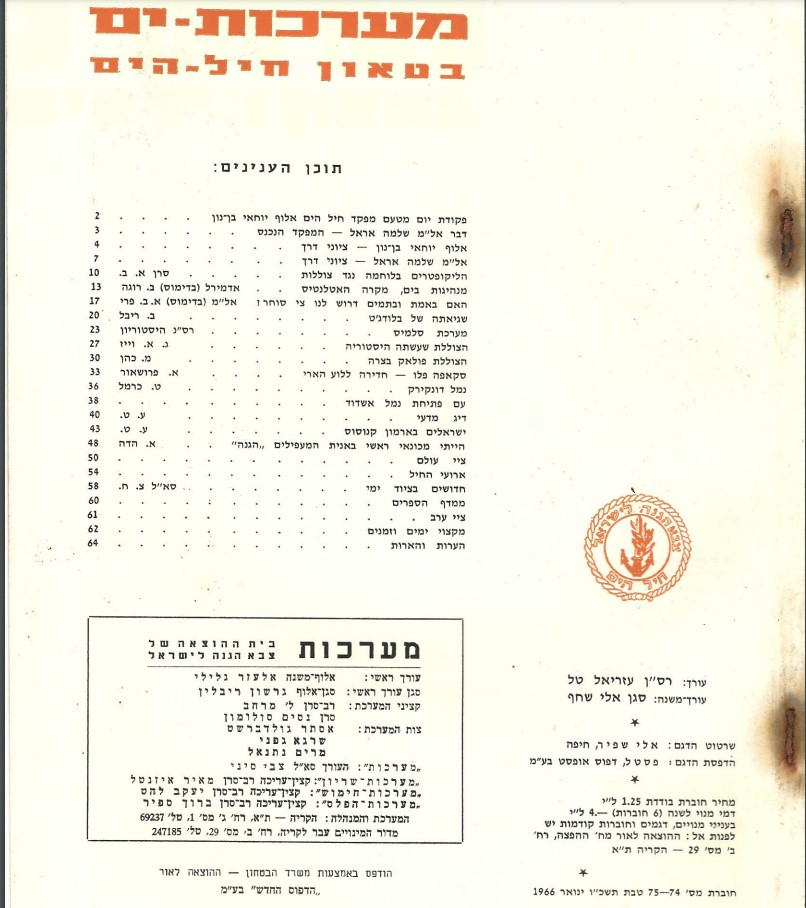 מערכות-ים
בטאון חיל-הים
תוכן הענינים:
פקודת יום מטעם מפקד חיל הים אלוף יוחאי בן־נון . . . . 2
דבר אל״מ שלמה אראל — המפקד הנכנס . . . . . . 3
אלוף יוחאי בן־נון — ציוני דרך . . . . . . . . 4
אל״מ שלמה אראל — ציוני דרך . . . . . . . . 7
הליקופטרים בלוחמה נגד צוללות . . . . . סרן א. ב. 10
מנהיגות בים, מקרה האטלנטיס . . . . אדמירל (בדימוס) ב. רוגה 13
האם באמת ובתמים דרוש לנו צי סוחר? אל״מ (בדימוס) א.ב. פרי 17
שגיאתה של בלודג׳ט . . . . . . . . ב. ריבל 20
מערכת סלמיס . . . . . . רס״נ היסטוריון 23
הצוללת שעשתה היסטוריה . . . . . . . ג. א. וייז 27
הצוללת פולאק בצרה . . . . . . . . מ. כהן 30
סקאפה פלו — חדירה ללוע הארי . . . . א. פרושאור 33
נמל דונקירק . . . . . . . . . ט. כרמל 36
עם פתיחת נמל אשדוד . . . . . . . . . 38
דיג מדעי . . . . . . . . . . ע. ט. 40
ישראלים בארמון קנוסוס . . . . . . . ע. ט. 43
הייתי מכונאי ראשי באנית המעפילים „הגנה״ . . א. הדה 48
ציי עולם . . . . . . . . . . . . 50
ארועי החיל . . . . . . . . . . . . 54
חדושים בציוד ימי . . . . . . . סא״ל צ. ח. 58
ממדף הספרים . . . . . . . . . . . 60
ציי ערב . . . . . . . . . . . . . 61
מקצוי ימים וזמנים . . . . . . . . . . 62
הערות והארות . . . . . . . . . . 64
צבא הגנה לישראל
חיל הים
מערכות
בית ההוצאה של
צבא הגנה לישראל
עורך ראשי: אלוף־משנה אלעזר גלילי
סגן עורך ראשי: סגן־אלוף גרשון ריבלין
קציני המערכת: רב־סרן ל׳ מרחב
סרן נסים סולומון
צות המערכת: אסתר גולדברשט
שרגא גפני
מרים נתנאל
„מערכות״: העורך סא״ל צבי סיני
„מערכות־שריון״: קצין־עריכה רב־סרן מאיר איזנטל
„מערכות־חימוש״: קצין־עריכה רב־סרן יעקב להט
„מערכות־הפלס״: קצין־עריכה רב־סרן ברוך ספיר
המערכת והמנהלה: הקריה — ת״א, רח׳ ג׳ מס׳ 1, טל׳ 69237
מדור המינויים עבר לקריה, רח׳ ב׳ מס׳ 29, טל׳ 247185
הודפס באמצעות משרד הבטחון — ההוצאה לאור
„הדפוס החדש״ בע״מ
עורך: רס״ן עזריאל טל
עורך־משנה: סגן אלי שחף
שרטוט הדגם: אלי שפיה, חיפה
הדפסת הדגם: פסטל, דפוס אופסט בע״מ
מחיר חוברת בודדת 1.25 ל״י
דמי מנוי לשנה (6 חוברות) —.4 ל״י
בעניני מנויים, דגמים וחוברות קודמות יש
לפנות אל: ההוצאה לאור מח׳ ההפצה, רח׳
ב׳ מס׳ 29 — הקריה ת״א
חוברת מס׳ 74—75 טבת תשכ״ו ינואר 1966